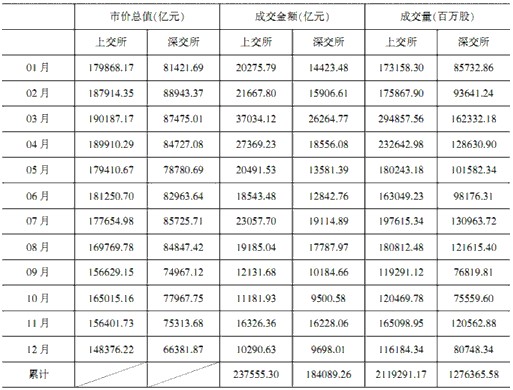 市价总值(亿元) 成交金额(亿元) 成交量(百万股)
上交所 深交所 上交所 深交所 上交所 深交所
01 月 179868.17 81421.69 20275.79 14423.48 173158.30 85732.86
02 月 187914.35 88943.37 21667.80 15906.61 175867.90 93641.24
03 月 190187.17 87475.01 37034.12 26264.77 294857.56 162332.18
04 月 189910.29 84727.08 27369.23 18556.08 232642.98 128630.90
05 月 179410.67 78780.69 20491.53 13581.39 180243.18 101582.34
06 月 181250.70 82963.64 18543.48 12842.76 163049.23 98176.31
07 月 177654.98 85725.71 23057.70 19114.89 197615.34 130963.72
08 月 169769.78 84847.42 19185.04 17787.97 180812.48 121615.40
09 月 156629.15 74967.12 12131.68 10184.66 119291.12 76819.81
10 月 165015.16 77967.75 11181.93 9500.58 120469.78 75559.60
11 月 156401.73 75313.68 16326.36 16228.06 165098.95 120562.88
12 月 148376.22 66381.87 10290.63 9698.01 116184.34 80748.34
累计 237555.30 184089.26 2119291.17 1276365.58